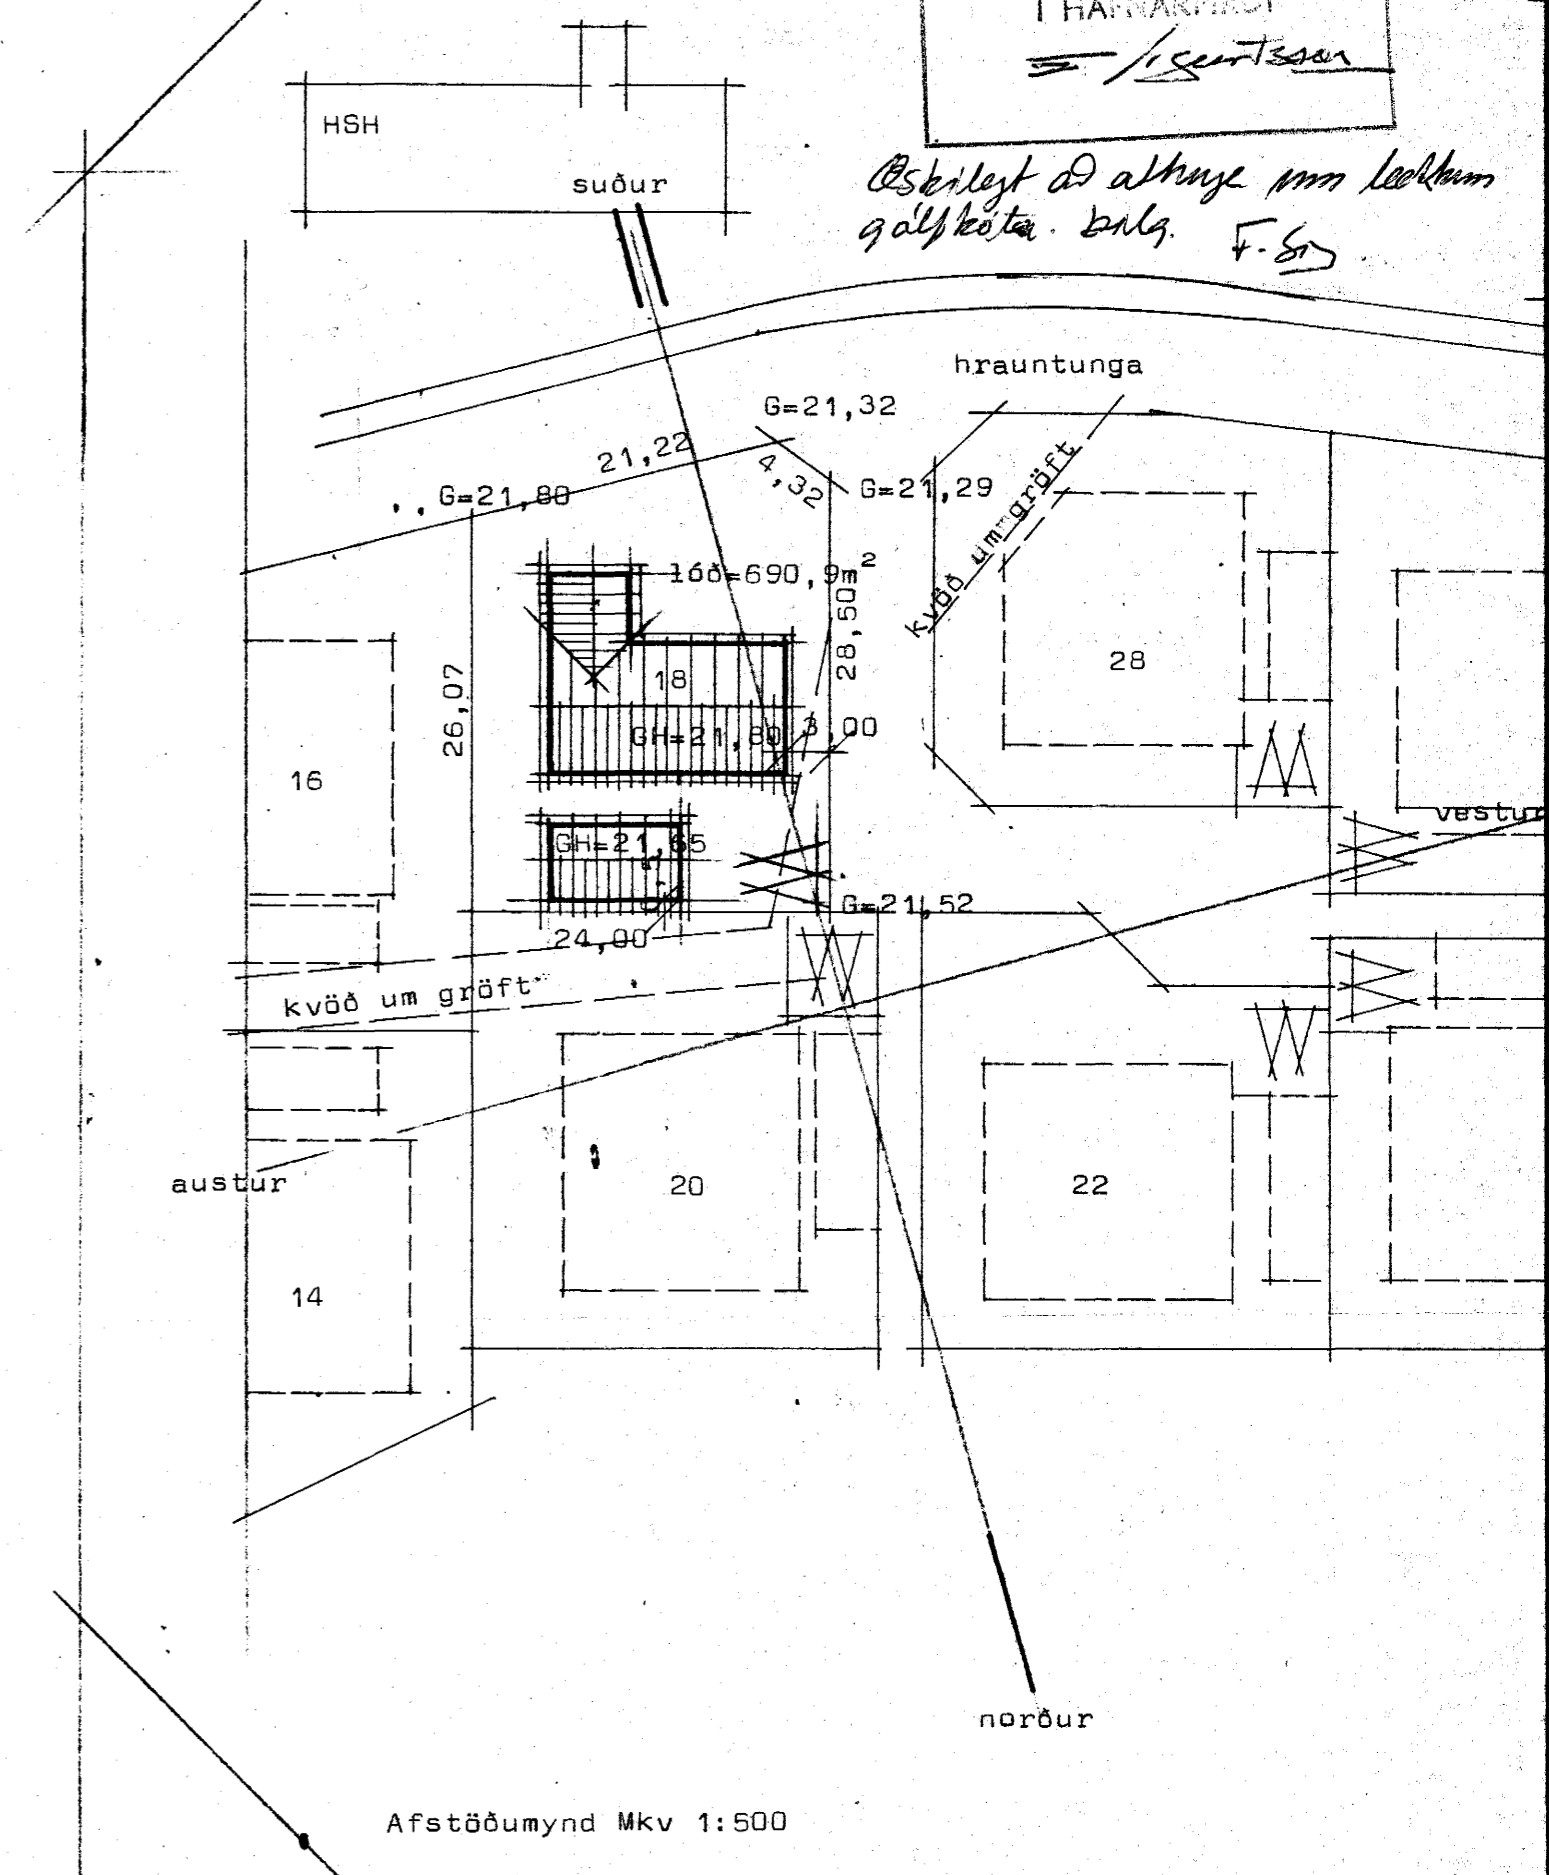 Í HAFNARFIRÐI
HSH
suður
Æskilegt að athuga um lækkun
gólfkóta. bílg. F. Sig
hrauntunga
G=21,32
21,22
4,32
G=21,80
G=21,29
kvöð um gröft
lóð=690,9m²
28,50
28
18
26,07
GH=21,80
3,00
16
vestur
GH=21,65
G=21,52
24,00
kvöð um gröft
austur
20
22
14
norður
Afstöðumynd Mkv 1:500